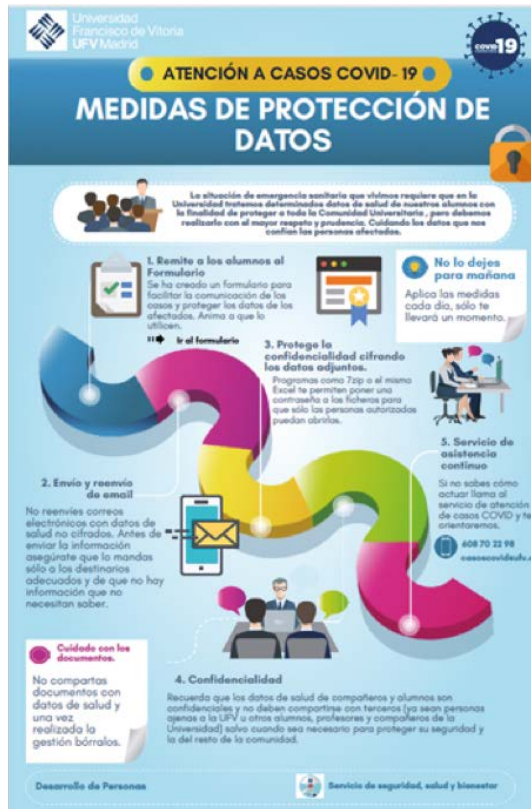 Universidad
Francisco de Vitoria
UFV Madrid
covid 19
ATENCIÓN A CASOS COVID- 19
MEDIDAS DE PROTECCIÓN DE
DATOS
La situación de emergencia sanitaria que vivimos requiere que en la
Universidad tratemos determinados datos de salud de nuestros alumnos con
la finalidad de proteger a toda la Comunidad Universitaria , pero debemos
realizarlo con el mayor respeto y prudencia. Cuidando los datos que nos
confían las personas afectadas.
1. Remite a los alumnos al
Formulario
Se ha creado un formulario para
facilitar la comunicación de los
casos y proteger los datos de los
afectados. Anima a que lo
utilicen.
Ir al formulario
No lo dejes
para mañana
Aplica las medidas
cada día, sólo te
llevará un momento.
3. Protege la
confidencialidad cifrando
los datos adjuntos.
Programas como 7zip o el mismo
Excel te permiten poner una
contraseña a los ficheros para
que sólo las personas autorizadas
puedan abrirlas.
2. Envío y reenvío
de email
No reenvíes correos
electrónicos con datos de
salud no cifrados. Antes de
enviar la información
asegúrate que lo mandas
sólo a los destinarios
adecuados y de que no hay
información que no
necesitan saber.
5. Servicio de
asistencia
continuo
Si no sabes cómo
actuar llama al
servicio de atención
de casos COVID y te
orientaremos.
608 70 22 98
Cuidado con los
documentos.
No compartas
documentos con
datos de salud y
una vez
realizada la
gestión bórralos.
4. Confidencialidad
Recuerda que los datos de salud de compañeros y alumnos son
confidenciales y no deben compartirse con terceros (ya sean personas
ajenas a la UFV u otros alumnos, profesores y compañeros de la
Universidad) salvo cuando sea necesario para proteger su seguridad y
la del resto de la comunidad.
Desarrollo de Personas
Servicio de seguridad, salud y bienestar